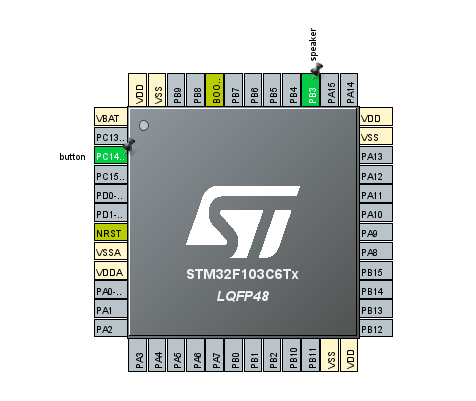 speaker
VDD
VSS
PB9
PB8
BOO..
PB7
PB6
PB5
PB4
PB3
PA15
PA14
button
VBAT
PC13..
PC14..
PC15..
PD0-..
PD1-..
NRST
VSSA
VDDA
PA0-..
PA1
PA2
ST
STM32F103C6Tx
LQFP48
VDD
VSS
PA13
PA12
PA11
PA10
PA9
PA8
PB15
PB14
PB13
PB12
PA3
PA4
PA5
PA6
PA7
PB0
PB1
PB2
PB10
PB11
VSS
VDD